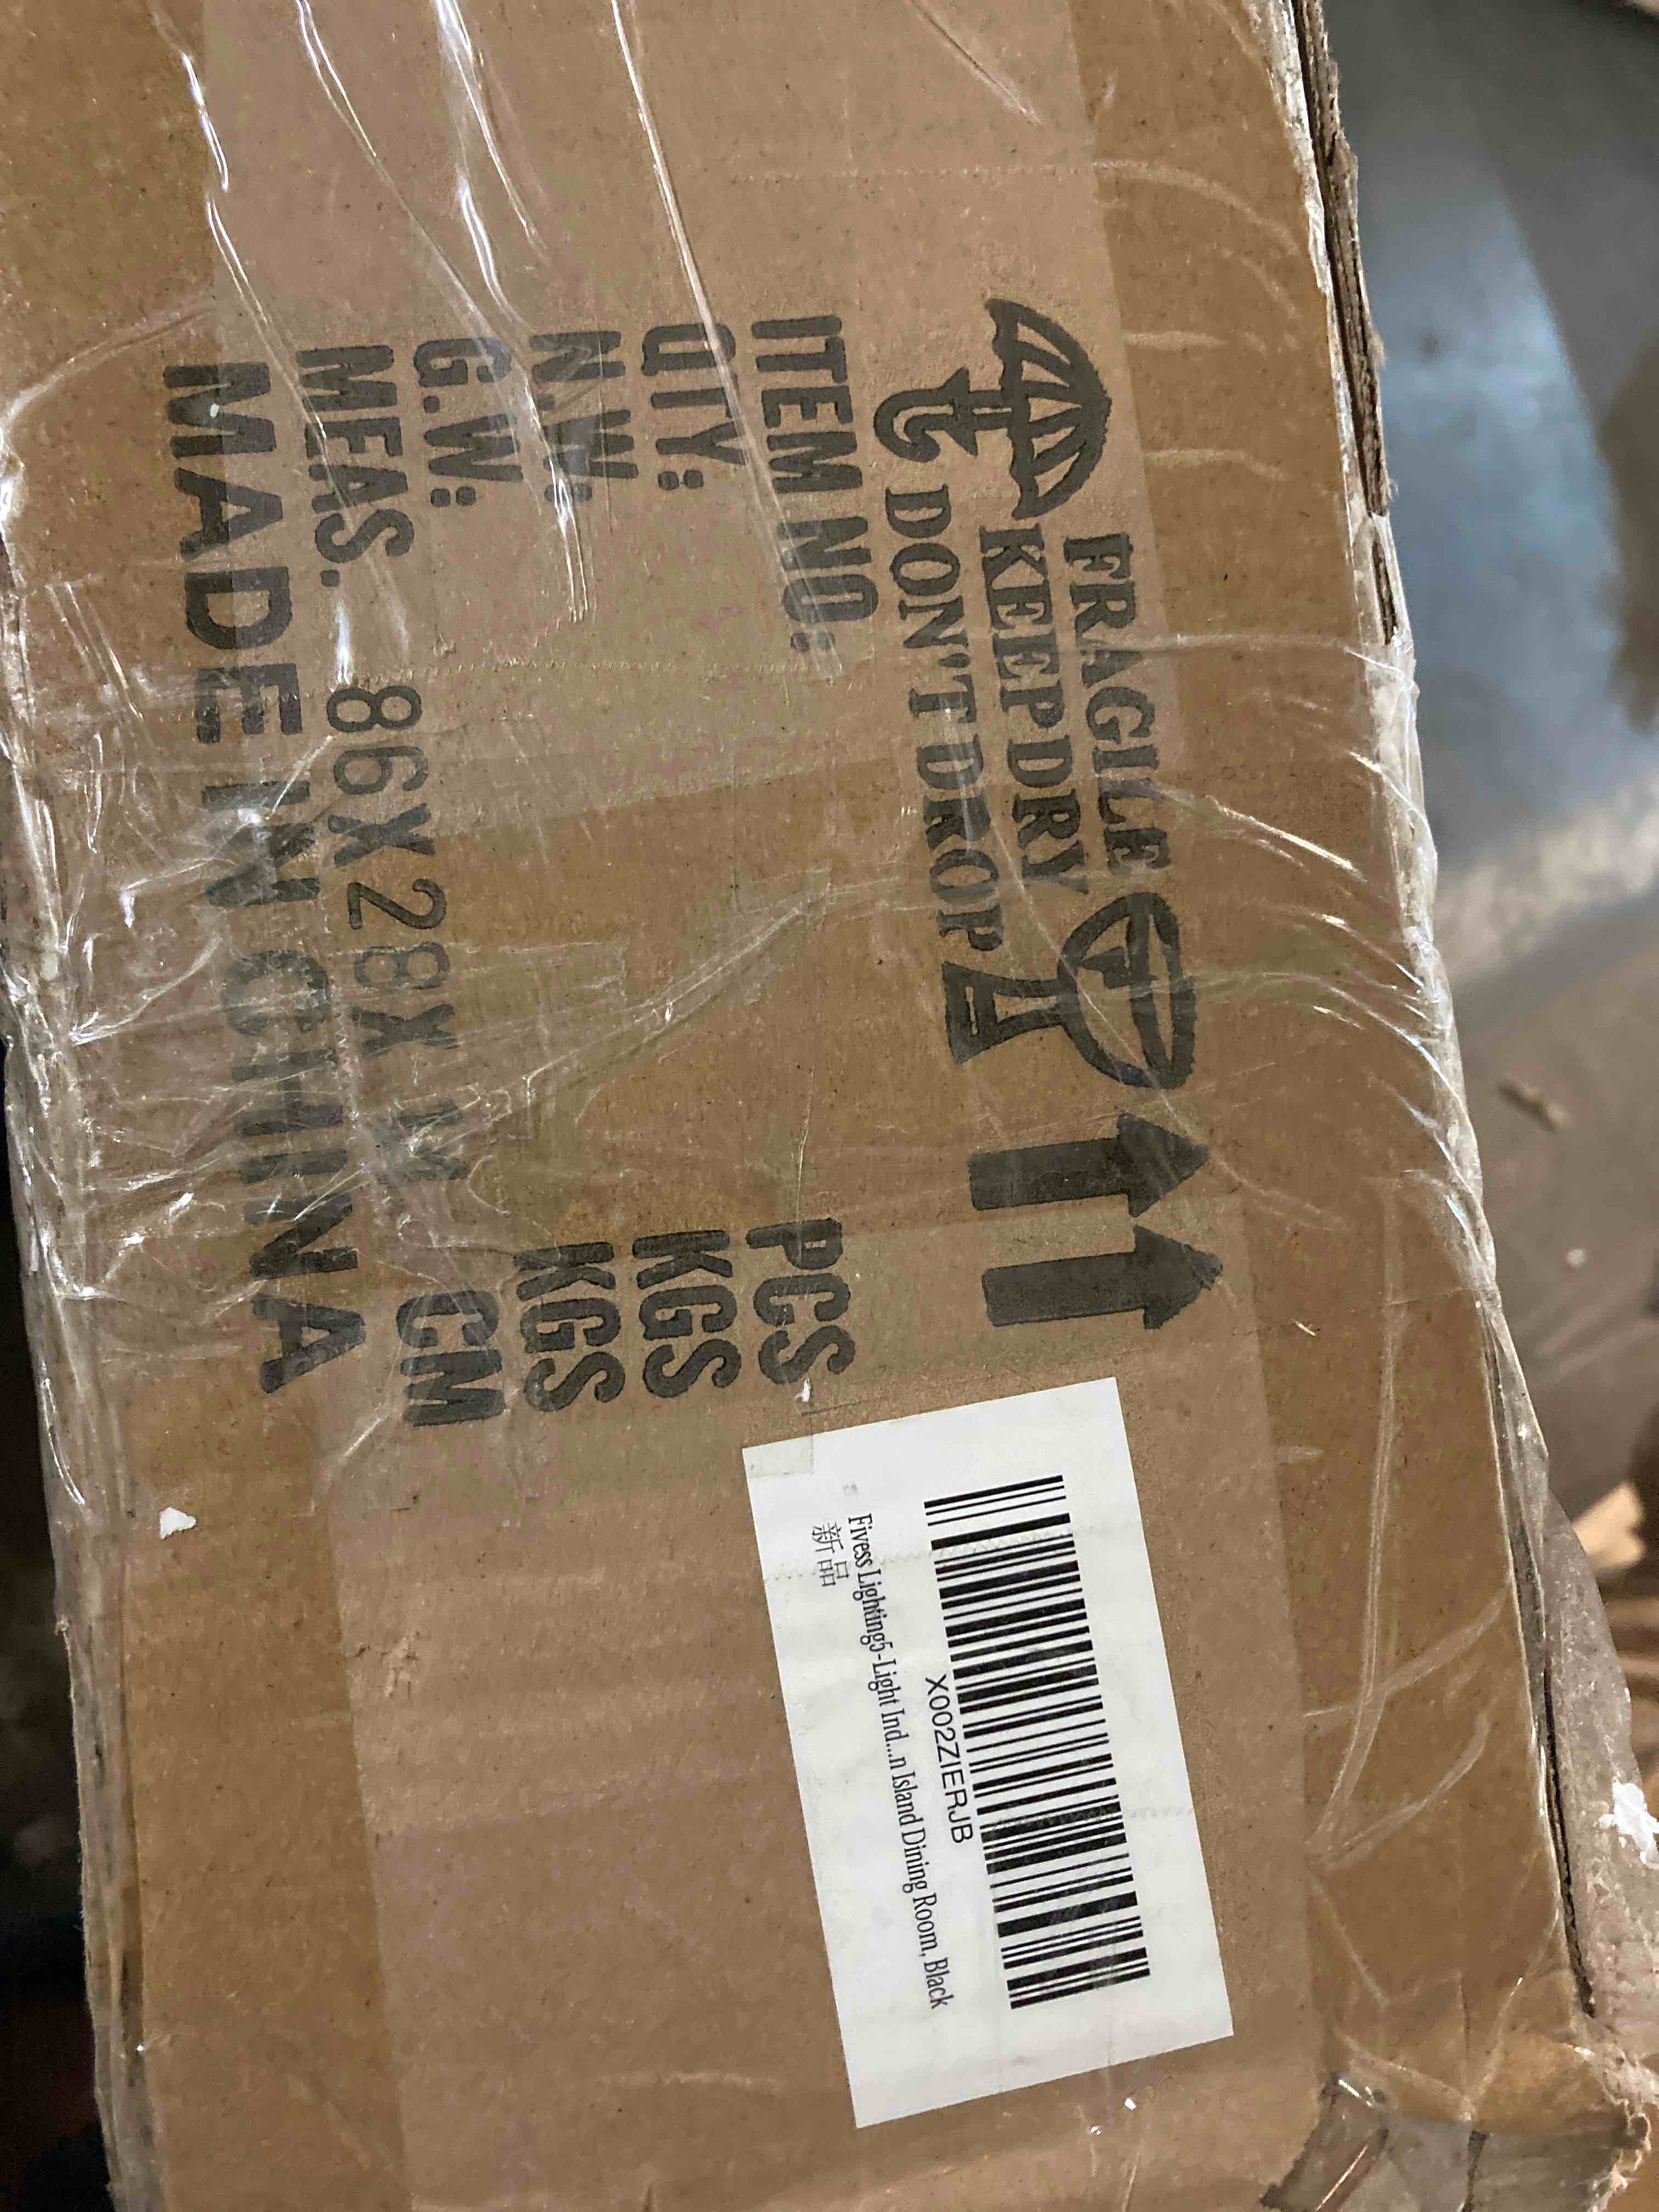 FRAGILE
KEEP DRY
DON'T DROP
ITEM NO:
QTY: PCS
N.W: KGS
G.W: KGS
MEAS. 86X28X CM
MADE IN CHINA
X002ZIERJB
Fivess Lighting5-Light Ind...n Island Dining Room, Black
新品